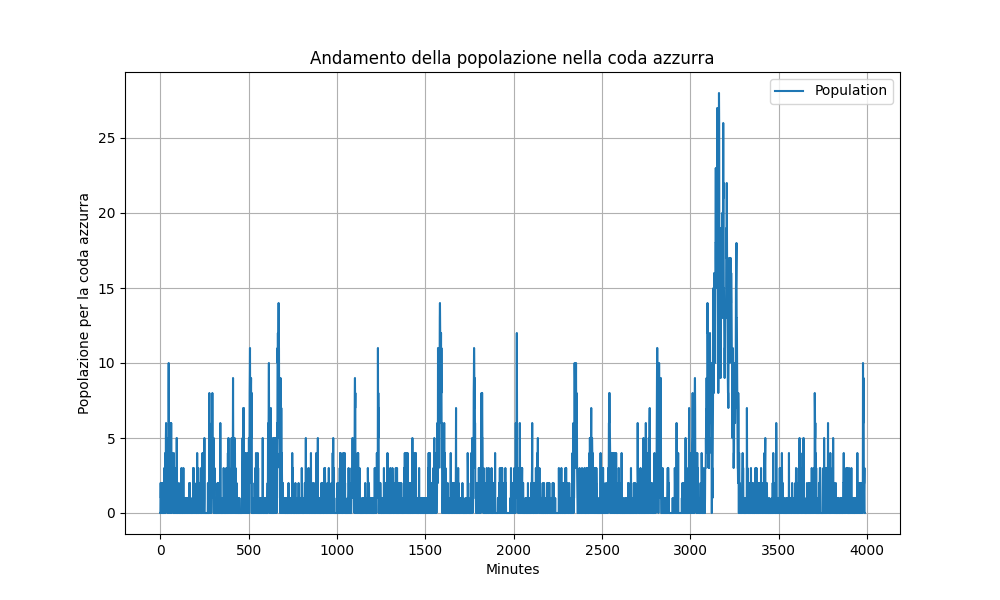 Andamento della popolazione nella coda azzurra
Population
Popolazione per la coda azzurra
25
20
15
10
5
0
0 500 1000 1500 2000 2500 3000 3500 4000
Minutes